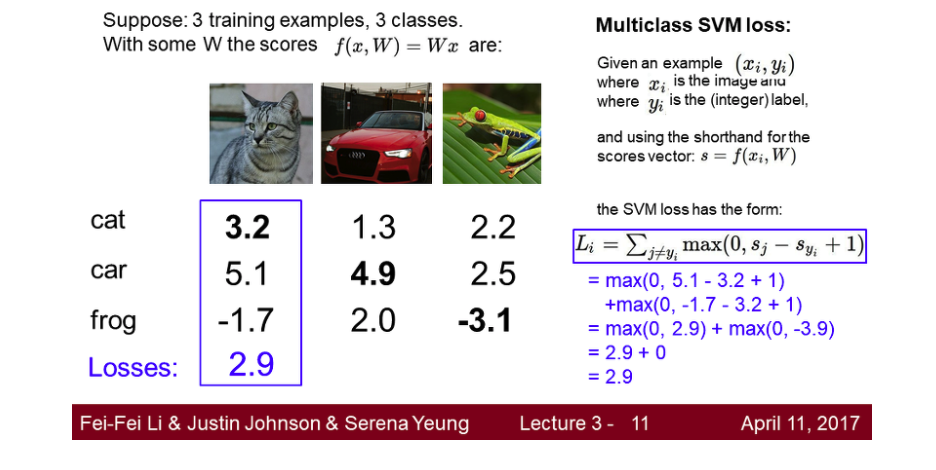 Suppose: 3 training examples, 3 classes.
With some W the scores f(x, W) = Wx are:
cat 3.2 1.3 2.2
car 5.1 4.9 2.5
frog -1.7 2.0 -3.1
Losses: 2.9
Multiclass SVM loss:
Given an example (x_i, y_i)
where x_i is the image and
where y_i is the (integer) label,
and using the shorthand for the
scores vector: s = f(x_i, W)
the SVM loss has the form:
L_i = ∑_{j≠y_i} max(0, s_j − s_{y_i} + 1)
= max(0, 5.1 - 3.2 + 1)
+max(0, -1.7 - 3.2 + 1)
= max(0, 2.9) + max(0, -3.9)
= 2.9 + 0
= 2.9
Fei-Fei Li & Justin Johnson & Serena Yeung Lecture 3 - 11 April 11, 2017